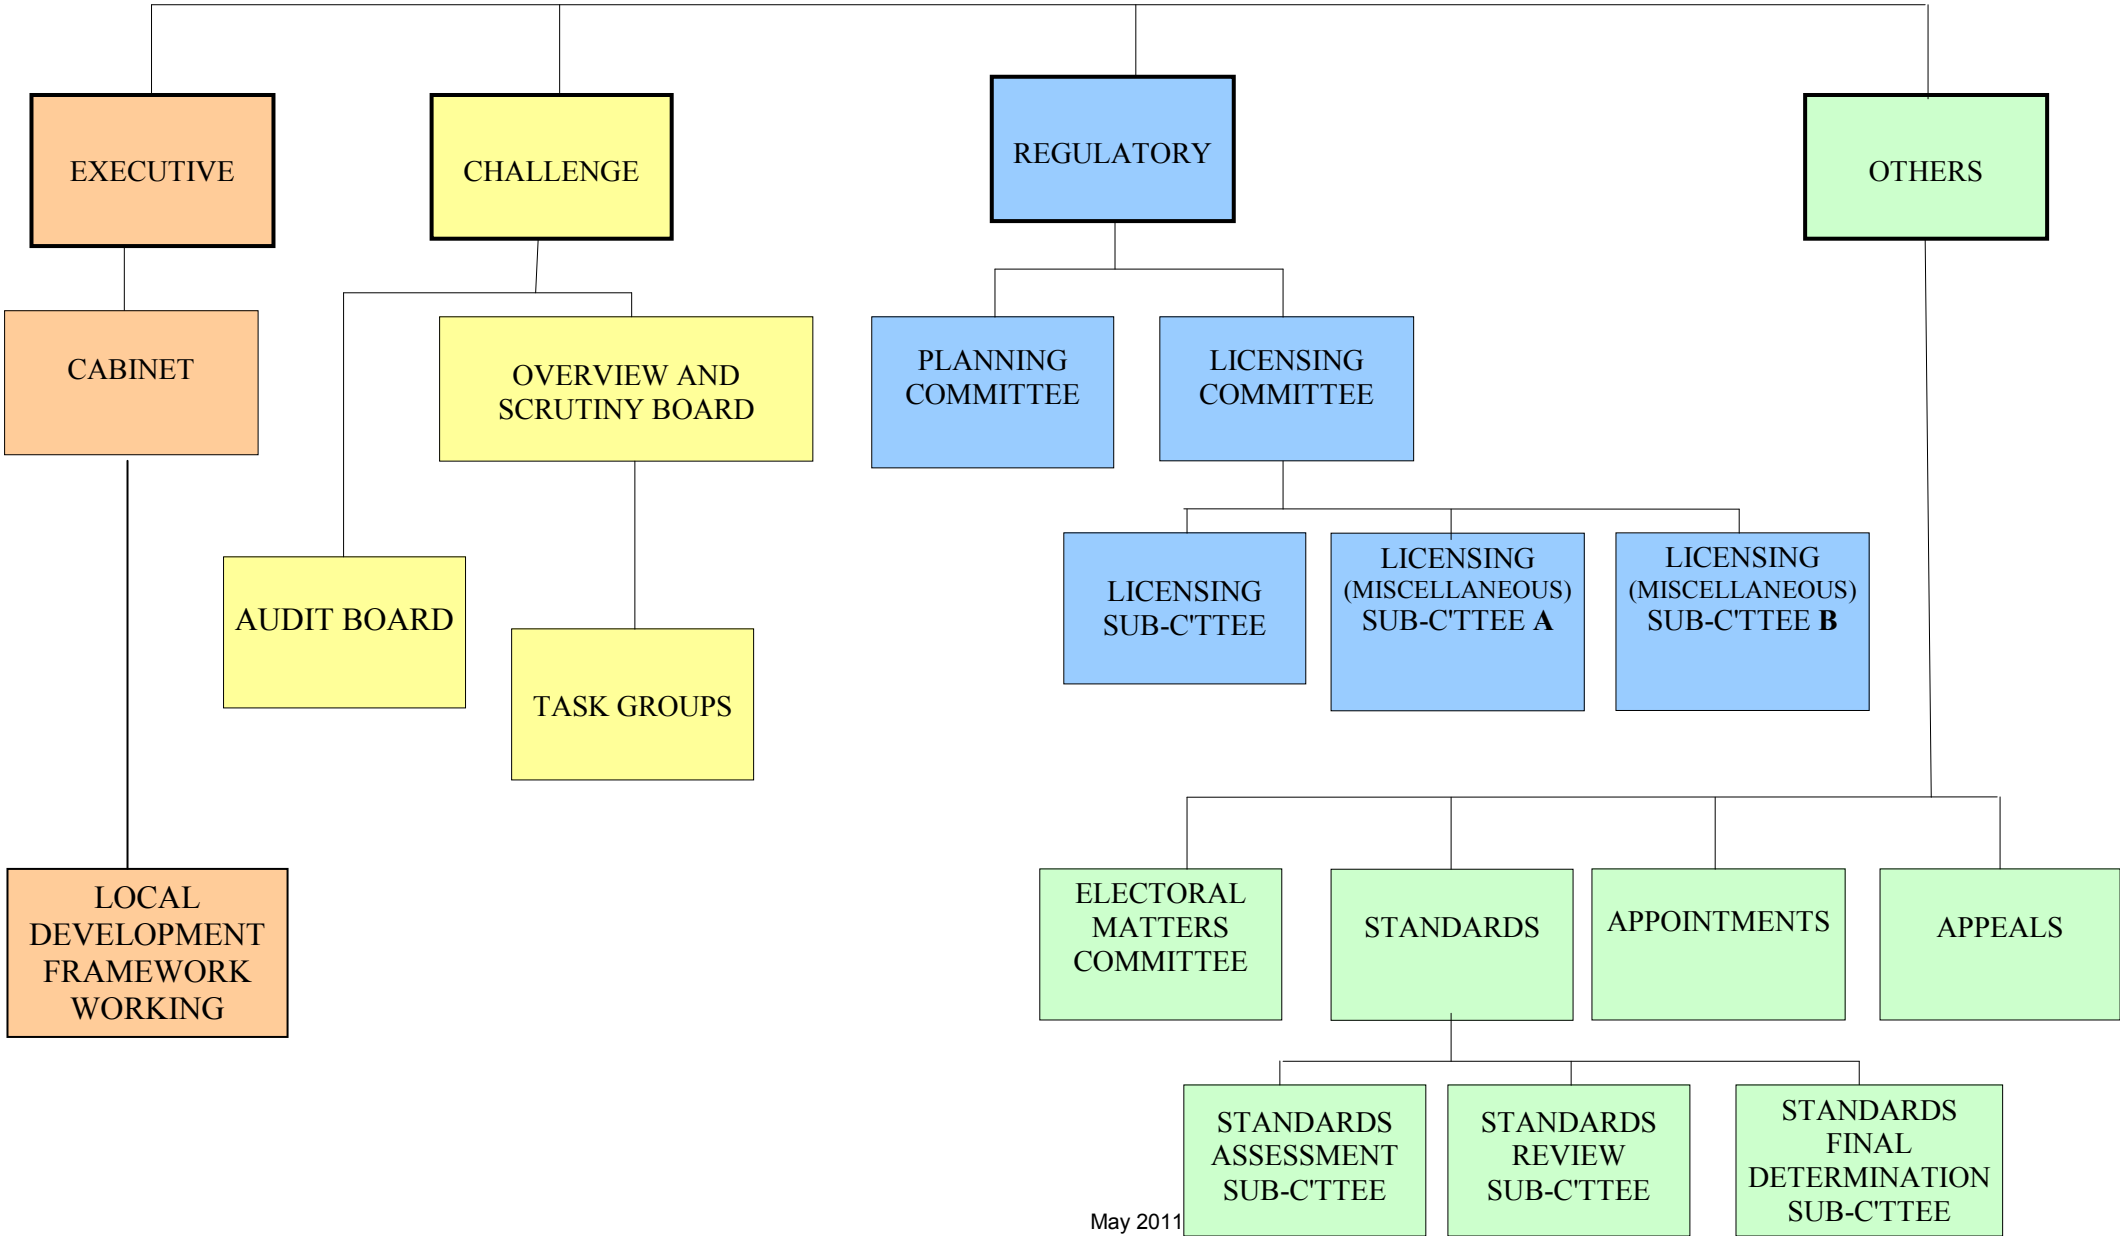 EXECUTIVE
CHALLENGE
REGULATORY
OTHERS
CABINET
OVERVIEW AND
SCRUTINY BOARD
PLANNING
COMMITTEE
LICENSING
COMMITTEE
AUDIT BOARD
TASK GROUPS
LICENSING
SUB-C'TTEE
LICENSING
(MISCELLANEOUS)
SUB-C'TTEE A
LICENSING
(MISCELLANEOUS)
SUB-C'TTEE B
LOCAL
DEVELOPMENT
FRAMEWORK
WORKING
ELECTORAL
MATTERS
COMMITTEE
STANDARDS
APPOINTMENTS
APPEALS
STANDARDS
ASSESSMENT
SUB-C'TTEE
STANDARDS
REVIEW
SUB-C'TTEE
STANDARDS
FINAL
DETERMINATION
SUB-C'TTEE
May 2011